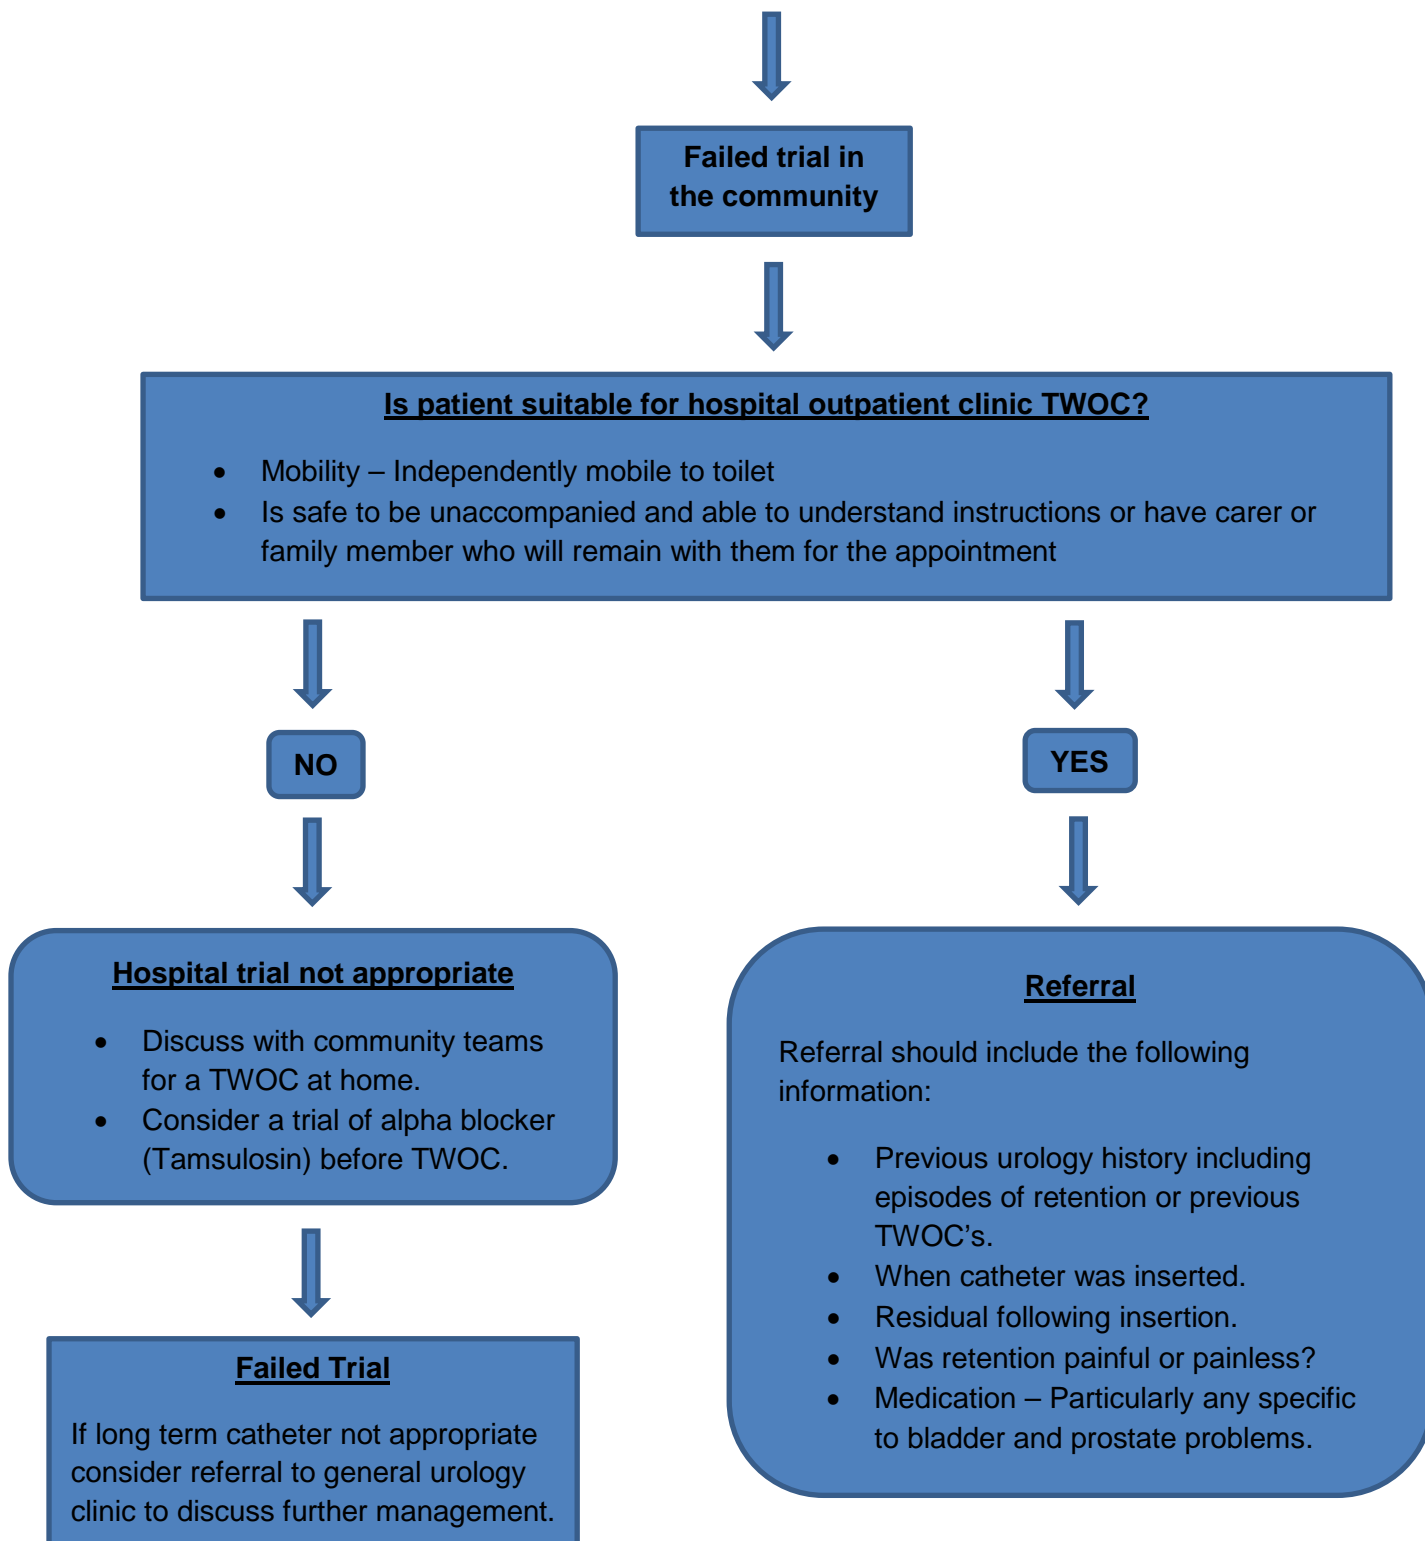 Failed trial in
the community
Is patient suitable for hospital outpatient clinic TWOC?
• Mobility – Independently mobile to toilet
• Is safe to be unaccompanied and able to understand instructions or have carer or
family member who will remain with them for the appointment
NO
YES
Hospital trial not appropriate
• Discuss with community teams
for a TWOC at home.
• Consider a trial of alpha blocker
(Tamsulosin) before TWOC.
Referral
Referral should include the following
information:
• Previous urology history including
episodes of retention or previous
TWOC’s.
• When catheter was inserted.
• Residual following insertion.
• Was retention painful or painless?
• Medication – Particularly any specific
to bladder and prostate problems.
Failed Trial
If long term catheter not appropriate
consider referral to general urology
clinic to discuss further management.